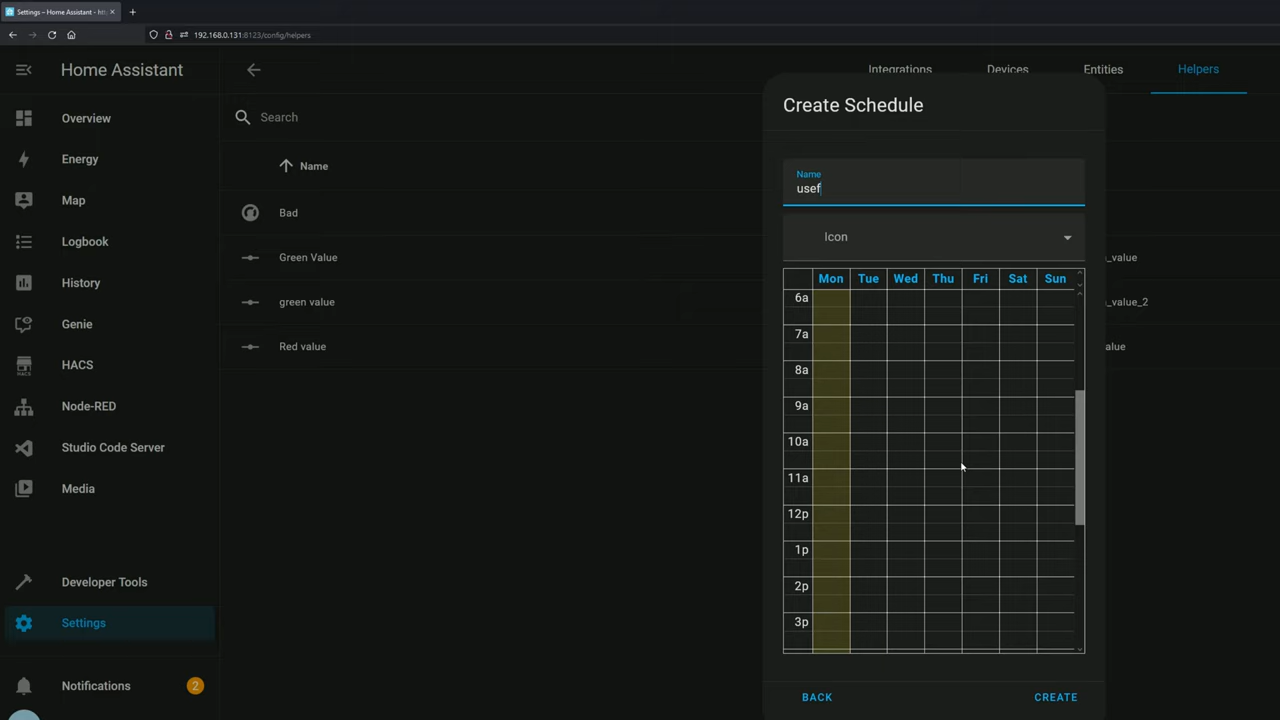 Settings – Home Assistant - htt
192.168.0.131:8123/config/helpers
Home Assistant
Overview
Energy
Map
Logbook
History
Genie
HACS
HACS
Node-RED
Studio Code Server
Media
Developer Tools
Settings
Notifications
2
Integrations
Devices
Entities
Helpers
Search
Name
Bad
Green Value
green value
Red value
_value
_value_2
alue
Create Schedule
Name
usef
Icon
Mon Tue Wed Thu Fri Sat Sun
6a
7a
8a
9a
10a
11a
12p
1p
2p
3p
BACK
CREATE